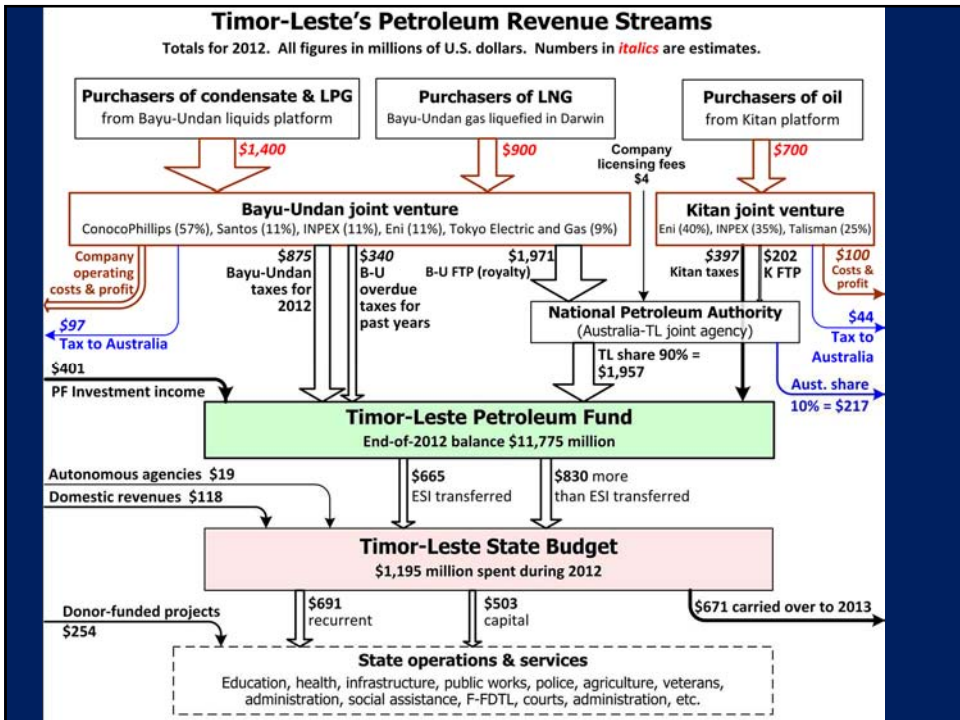 Timor-Leste's Petroleum Revenue Streams
Totals for 2012. All figures in millions of U.S. dollars. Numbers in italics are estimates.
Purchasers of condensate & LPG
from Bayu-Undan liquids platform
Purchasers of LNG
Bayu-Undan gas liquefied in Darwin
Purchasers of oil
from Kitan platform
$1,400
$900
Company
licensing fees
$4
$700
Bayu-Undan joint venture
ConocoPhillips (57%), Santos (11%), INPEX (11%), Eni (11%), Tokyo Electric and Gas (9%)
Kitan joint venture
Eni (40%), INPEX (35%), Talisman (25%)
Company
operating
costs & profit
$875
Bayu-Undan
taxes for
2012
$340
B-U
overdue
taxes for
past years
$1,971
B-U FTP (royalty)
$397
Kitan taxes
$202
K FTP
$100
Costs &
profit
$97
Tax to Australia
National Petroleum Authority
(Australia-TL joint agency)
$44
Tax to
Australia
TL share 90% =
$1,957
Aust. share
10% = $217
$401
PF Investment income
Timor-Leste Petroleum Fund
End-of-2012 balance $11,775 million
Autonomous agencies $19
Domestic revenues $118
$665
ESI transferred
$830 more
than ESI transferred
Timor-Leste State Budget
$1,195 million spent during 2012
Donor-funded projects
$254
$691
recurrent
$503
capital
$671 carried over to 2013
State operations & services
Education, health, infrastructure, public works, police, agriculture, veterans,
administration, social assistance, F-FDTL, courts, administration, etc.